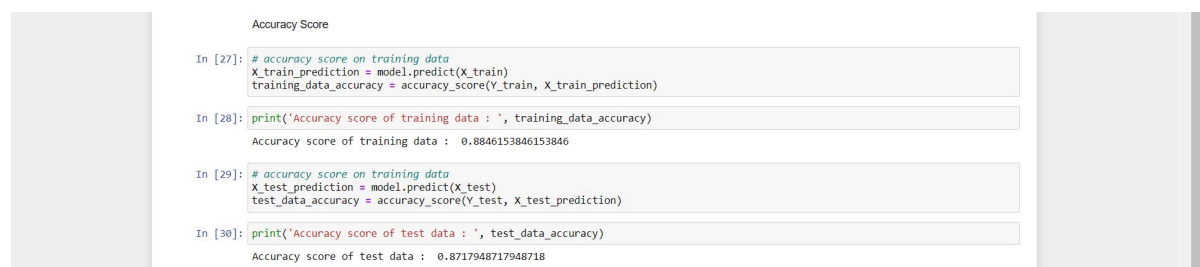 Accuracy Score
In [27]: # accuracy score on training data
X_train_prediction = model.predict(X_train)
training_data_accuracy = accuracy_score(Y_train, X_train_prediction)
In [28]: print('Accuracy score of training data : ', training_data_accuracy)
Accuracy score of training data :  0.8846153846153846
In [29]: # accuracy score on training data
X_test_prediction = model.predict(X_test)
test_data_accuracy = accuracy_score(Y_test, X_test_prediction)
In [30]: print('Accuracy score of test data : ', test_data_accuracy)
Accuracy score of test data :  0.8717948717948718